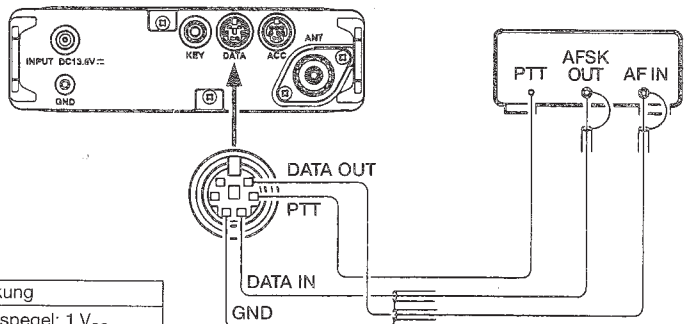 KEY
DATA
ACC
ANT
INPUT DC13.6V
GND
PTT
AFSK
OUT
AF IN
DATA OUT
PTT
DATA IN
GND
kung
spegel: 1 V